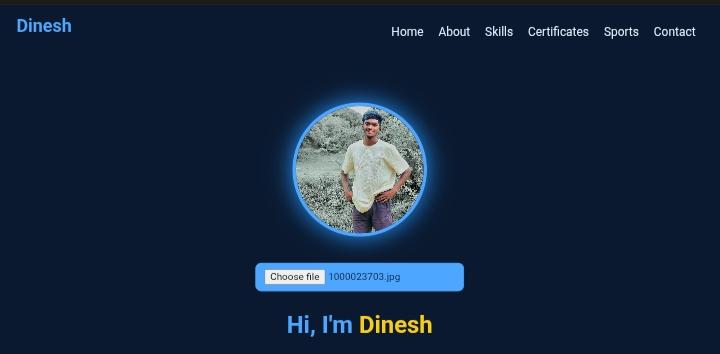 Dinesh
Home About Skills Certificates Sports Contact
Choose file 1000023703.jpg
Hi, I'm Dinesh